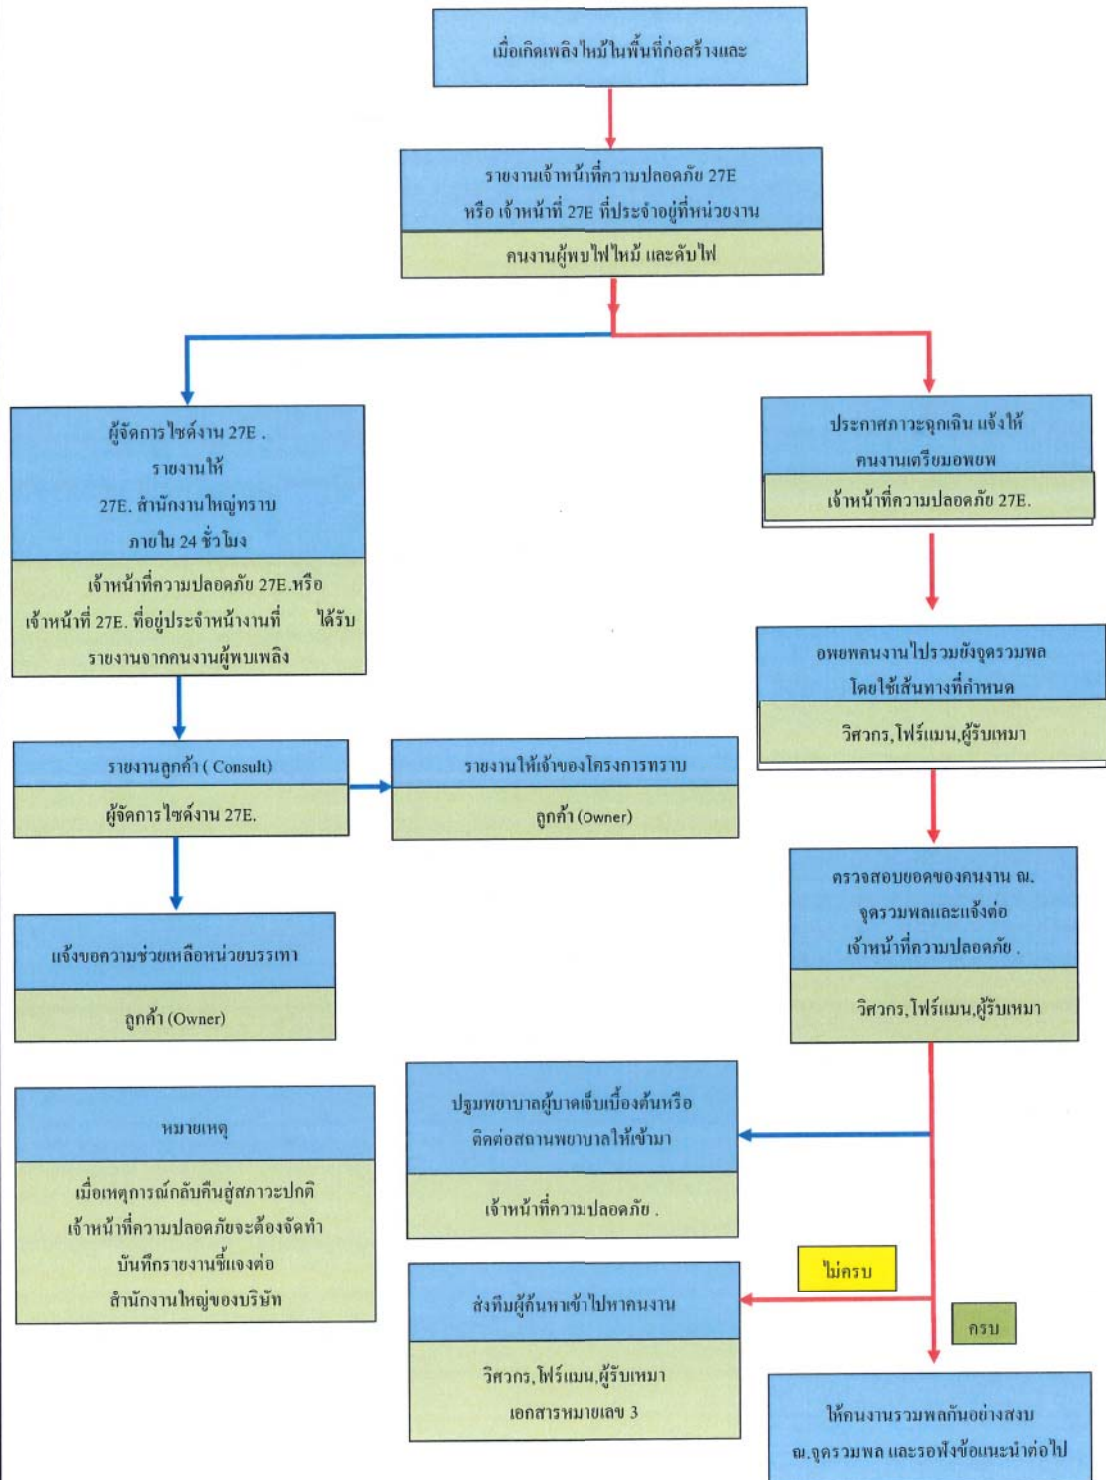 เมื่อเกิดเพลิงไหม้ในพื้นที่ก่อสร้างและ
รายงานเจ้าหน้าที่ความปลอดภัย 27E
หรือ เจ้าหน้าที่ 27E ที่ประจำอยู่ที่หน่วยงาน
คนงานผู้พบไฟไหม้ และดับไฟ
ผู้จัดการไซด์งาน 27E .
รายงานให้
27E. สำนักงานใหญ่ทราบ
ภายใน 24 ชั่วโมง
เจ้าหน้าที่ความปลอดภัย 27E.หรือ
เจ้าหน้าที่ 27E. ที่อยู่ประจำหน้างานที่ ได้รับ
รายงานจากคนงานผู้พบเพลิง
รายงานลูกค้า ( Consult)
ผู้จัดการไซด์งาน 27E.
รายงานให้เจ้าของโครงการทราบ
ลูกค้า (Owner)
แจ้งขอความช่วยเหลือหน่วยบรรเทา
ลูกค้า (Owner)
หมายเหตุ
เมื่อเหตุการณ์กลับคืนสู่สภาวะปกติ
เจ้าหน้าที่ความปลอดภัยจะต้องจัดทำ
บันทึกรายงานชี้แจงต่อ
สำนักงานใหญ่ของบริษัท
ประกาศภาวะฉุกเฉิน แจ้งให้
คนงานเตรียมอพยพ
เจ้าหน้าที่ความปลอดภัย 27E.
อพยพคนงานไปรวมยังจุดรวมพล
โดยใช้เส้นทางที่กำหนด
วิศวกร,โฟร์แมน,ผู้รับเหมา
ตรวจสอบยอดของคนงาน ณ.
จุดรวมพลและแจ้งต่อ
เจ้าหน้าที่ความปลอดภัย .
วิศวกร,โฟร์แมน,ผู้รับเหมา
ปฐมพยาบาลผู้บาดเจ็บเบื้องต้นหรือ
ติดต่อสถานพยาบาลให้เข้ามา
เจ้าหน้าที่ความปลอดภัย .
ไม่ครบ
ส่งทีมผู้ค้นหาเข้าไปหาคนงาน
วิศวกร,โฟร์แมน,ผู้รับเหมา
เอกสารหมายเลข 3
ครบ
ให้คนงานรวมพลกันอย่างสงบ
ณ.จุดรวมพล และรอฟังข้อแนะนำต่อไป